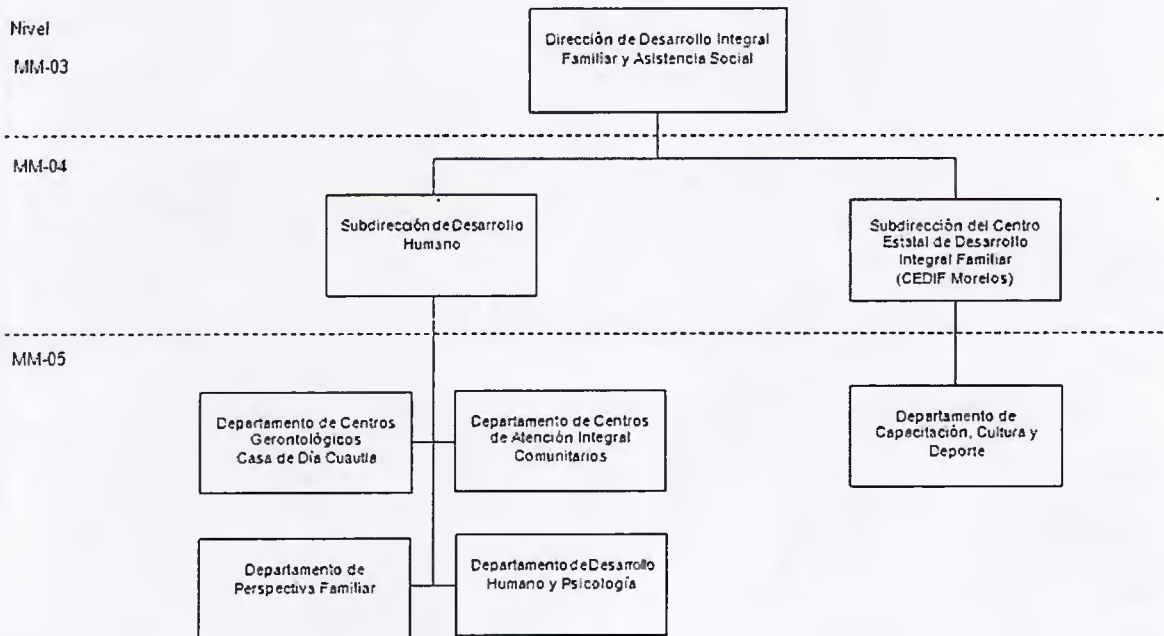 Nivel
MM-03
Dirección de Desarrollo Integral
Familiar y Asistencia Social
MM-04
Subdirección de Desarrollo
Humano
Subdirección del Centro
Estatal de Desarrollo
Integral Familiar
(CEDIF Morelos)
MM-05
Departamento de Centros
Gerontológicos
Casa de Día Cuautla
Departamento de Centros
de Atención Integral
Comunitarios
Departamento de
Capacitación, Cultura y
Deporte
Departamento de
Perspectiva Familiar
Departamento de Desarrollo
Humano y Psicología